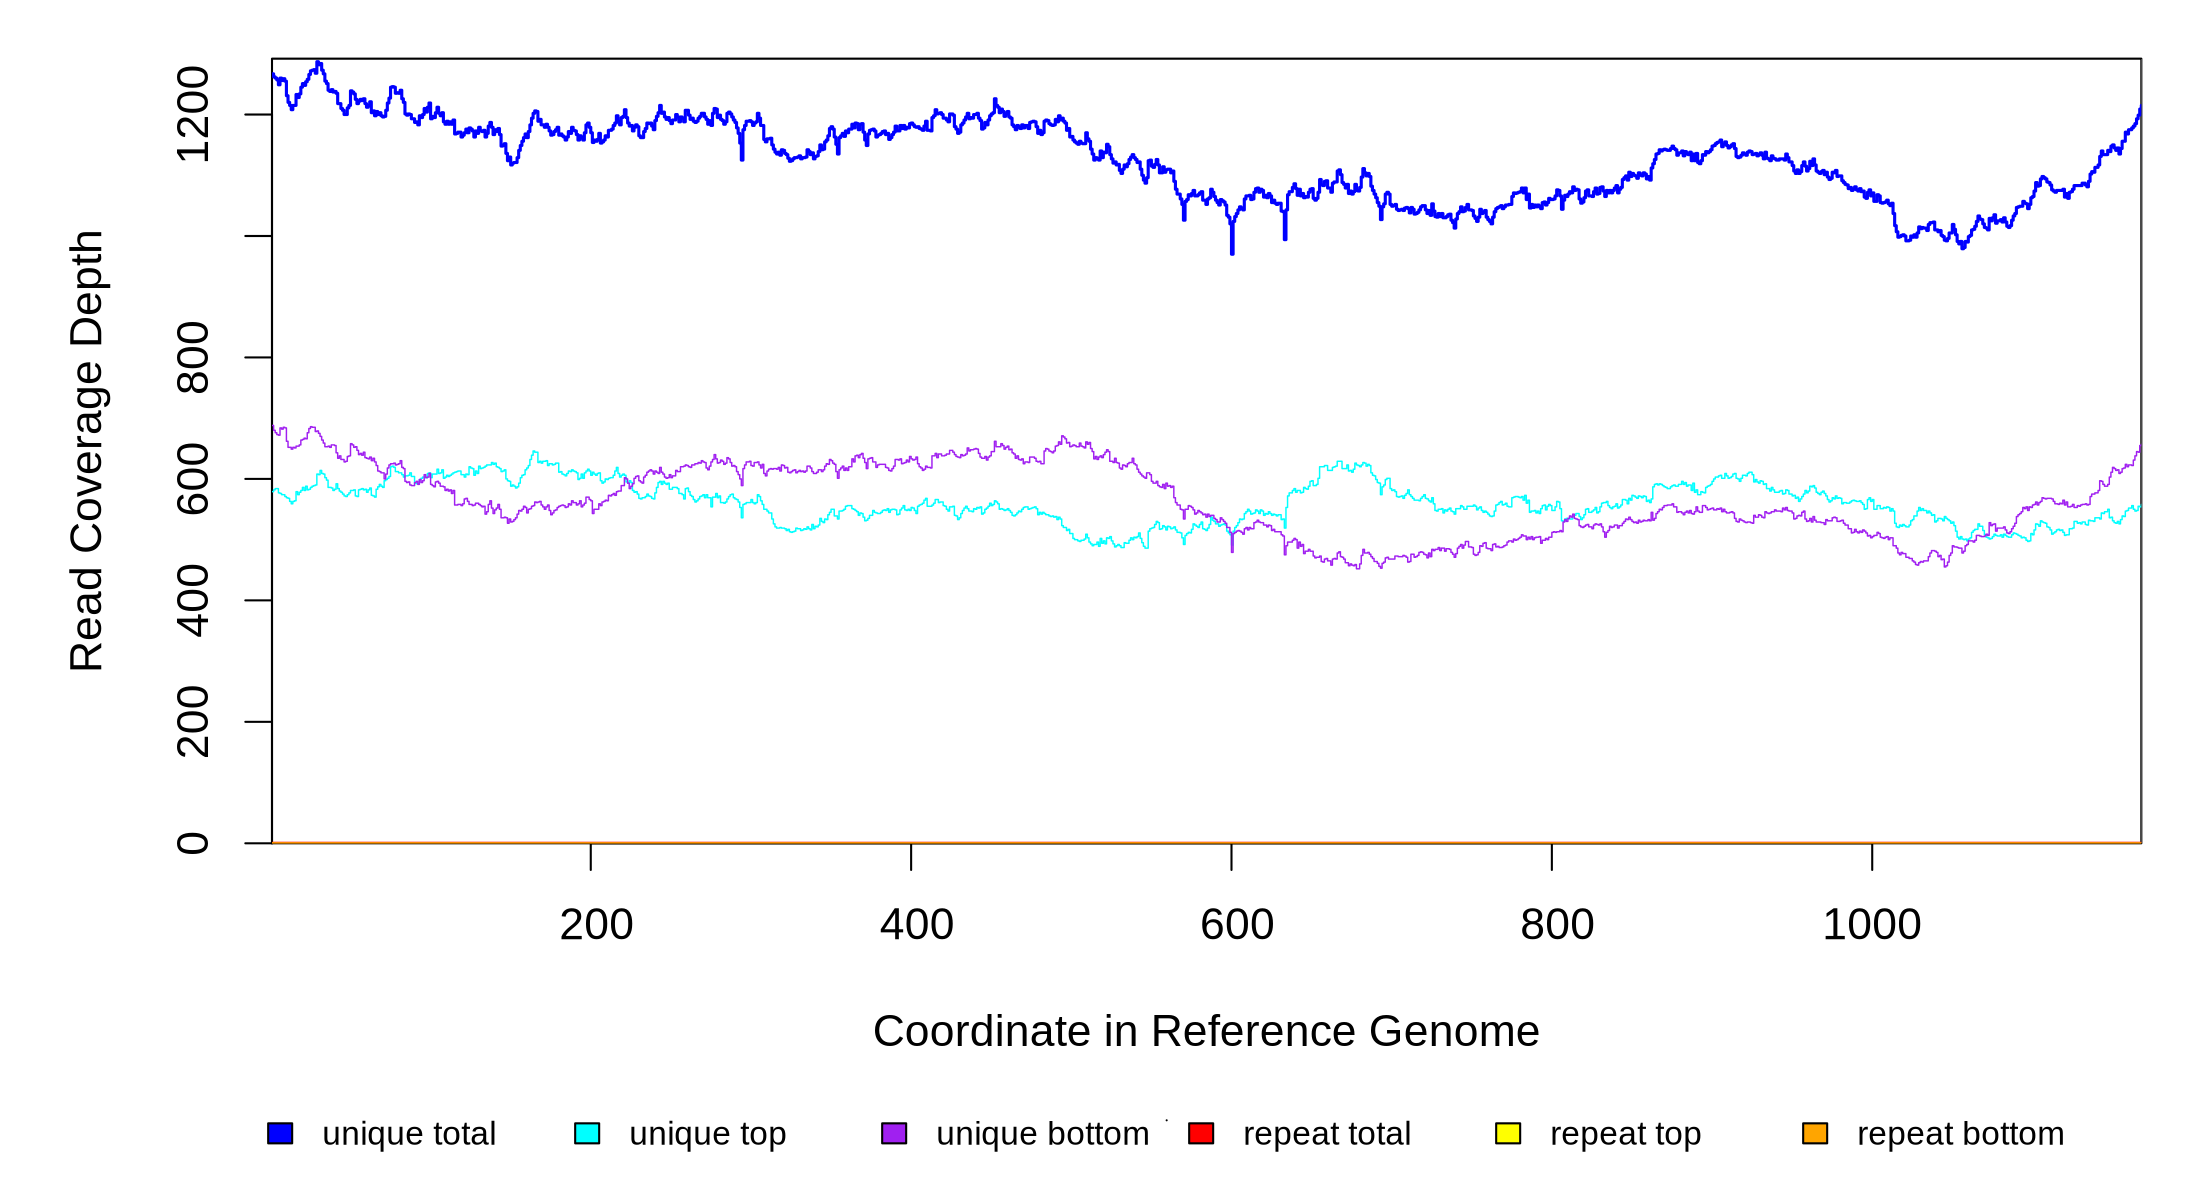 Read Coverage Depth
1200
800
600
400
200
0
200 400 600 800 1000
Coordinate in Reference Genome
unique total unique top unique bottom repeat total repeat top repeat bottom